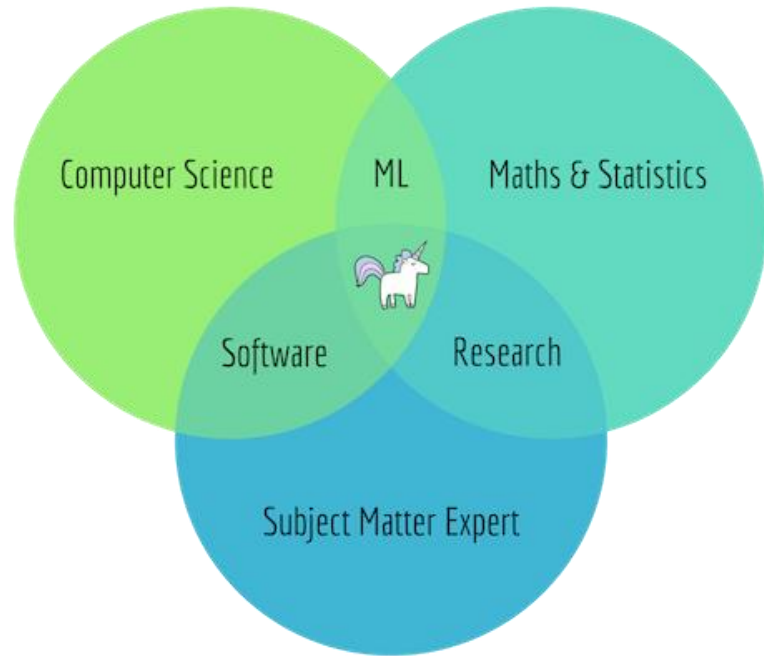 Computer Science
ML
Maths & Statistics
Software
Research
Subject Matter Expert